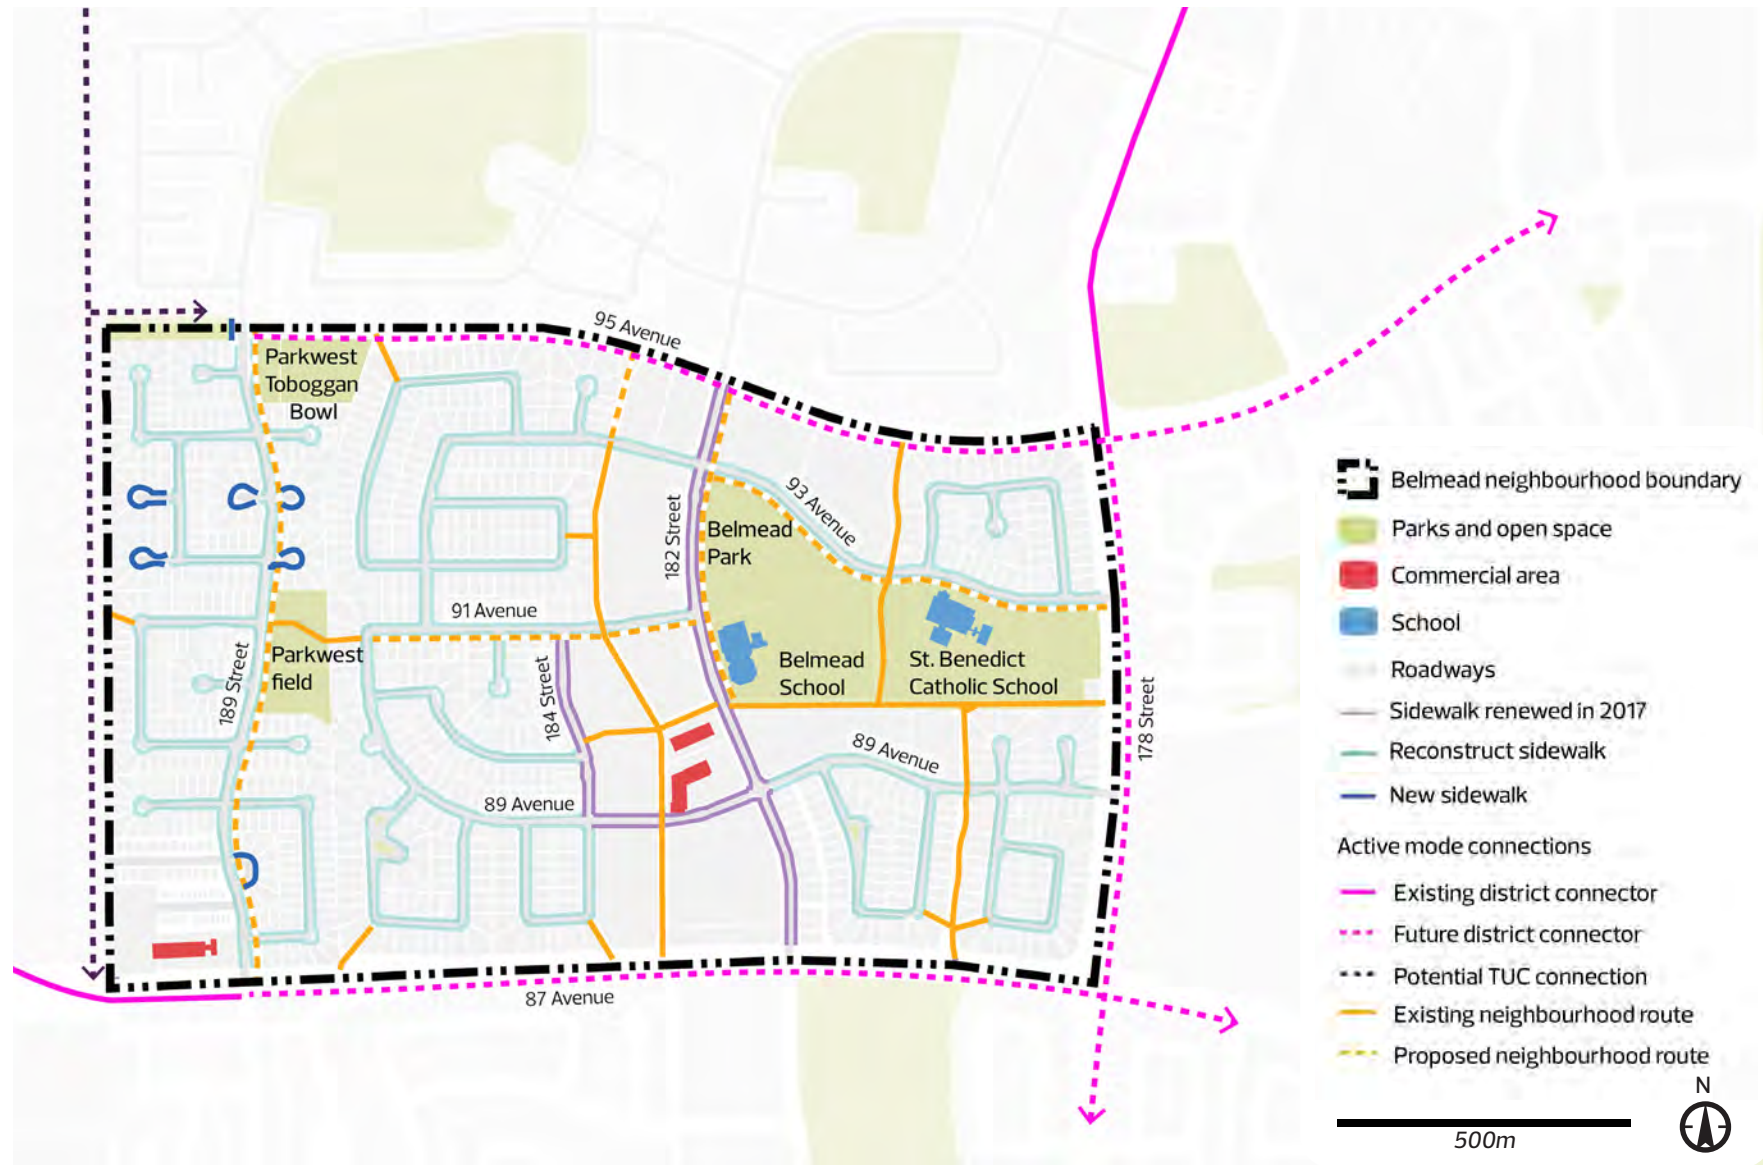 95 Avenue
Parkwest
Toboggan
Bowl
93 Avenue
182 Street
Belmead
Park
91 Avenue
Parkwest
field
189 Street
184 Street
Belmead
School
St. Benedict
Catholic School
178 Street
89 Avenue
89 Avenue
87 Avenue
Belmead neighbourhood boundary
Parks and open space
Commercial area
School
Roadways
Sidewalk renewed in 2017
Reconstruct sidewalk
New sidewalk
Active mode connections
Existing district connector
Future district connector
Potential TUC connection
Existing neighbourhood route
Proposed neighbourhood route
N
500m